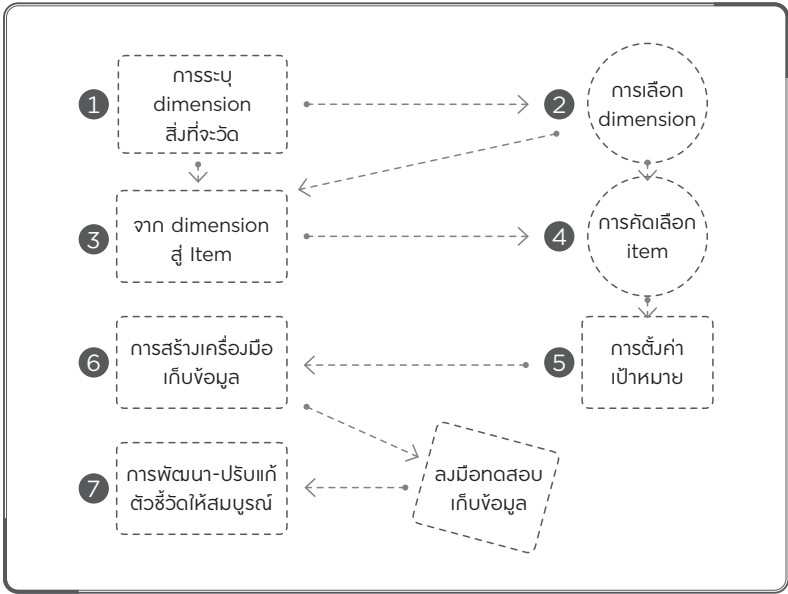 1
การระบุ
dimension
สิ่งที่จะวัด
2
การเลือก
dimension
3
จาก dimension
สู่ Item
4
การคัดเลือก
item
5
การตั้งค่า
เป้าหมาย
6
การสร้างเครื่องมือ
เก็บข้อมูล
ลงมือทดสอบ
เก็บข้อมูล
7
การพัฒนา-ปรับแก้
ตัวชี้วัดให้สมบูรณ์